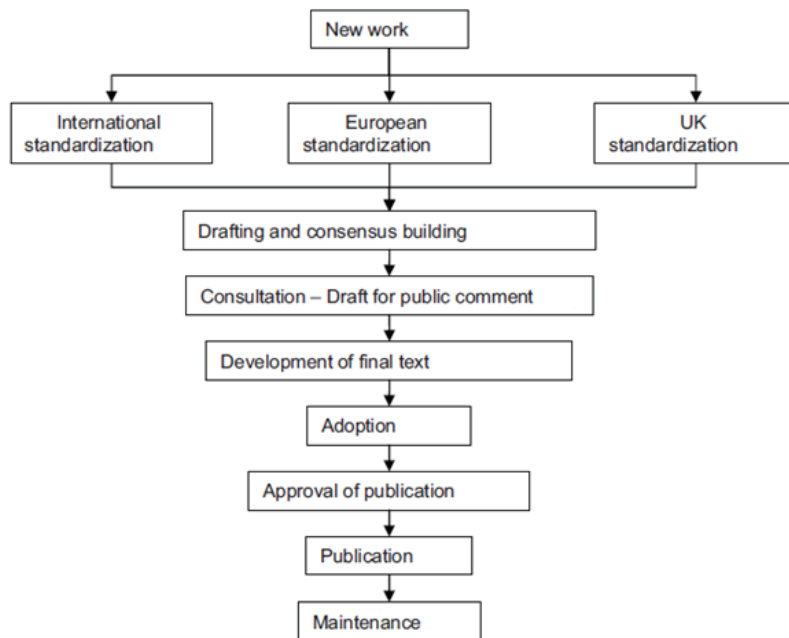 New work
International
standardization
European
standardization
UK
standardization
Drafting and consensus building
Consultation – Draft for public comment
Development of final text
Adoption
Approval of publication
Publication
Maintenance